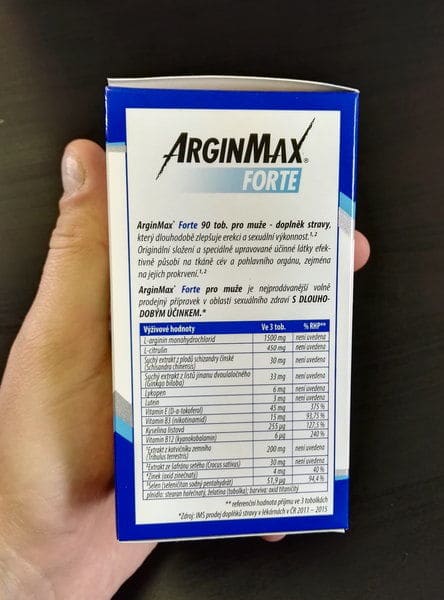 ARGINMAX®
FORTE
ArginMax® Forte 90 tob. pro muže - doplněk stravy,
který dlouhodobě zlepšuje erekci a sexuální výkonnost.1, 2
Originální složení a speciálně upravované účinné látky efek-
tivně působí na tkáně cév a pohlavního orgánu, zejména
na jejich prokrvení.1, 2
ArginMax® Forte pro muže je nejprodávanější volně
prodejný přípravek v oblasti sexuálního zdraví S DLOUHO-
DOBÝM ÚČINKEM.*
Výživové hodnoty Ve 3 tob. % RHP**
L-arginin monohydrochlorid 1500 mg není uvedena
L-citrulin 450 mg není uvedena
Suchý extrakt z plodů schizandry čínské 30 mg není uvedena
(Schisandra chinensis)
Suchý extrakt z listů jinanu dvoulaločného 33 mg není uvedena
(Ginkgo biloba)
Lykopen 6 mg není uvedena
Lutein 3 mg není uvedena
Vitamin E (D-α-tokoferol) 45 mg 375 %
Vitamin B3 (nikotinamid) 15 mg 93,75 %
Kyselina listová 255 µg 127,5 %
Vitamin B12 (kyanokobalamin) 6 µg 240 %
¹Extrakt z kotvičníku zemního 200 mg není uvedena
(Tribulus terrestris)
²Extrakt ze šafránu setého (Crocus sativus) 30 mg není uvedena
³Zinek (oxid zinečnatý) 4 mg 40 %
³Selen (seleničitan sodný pentahydrát) 51,9 µg 94,4 %
plnidlo: stearan hořečnatý, želatina (tobolka); barviva: oxid titaničitý
** referenční hodnota příjmu ve 3 tobolkách
*Zdroj: IMS prodej doplňků stravy v lékárnách v ČR 2011 – 2015